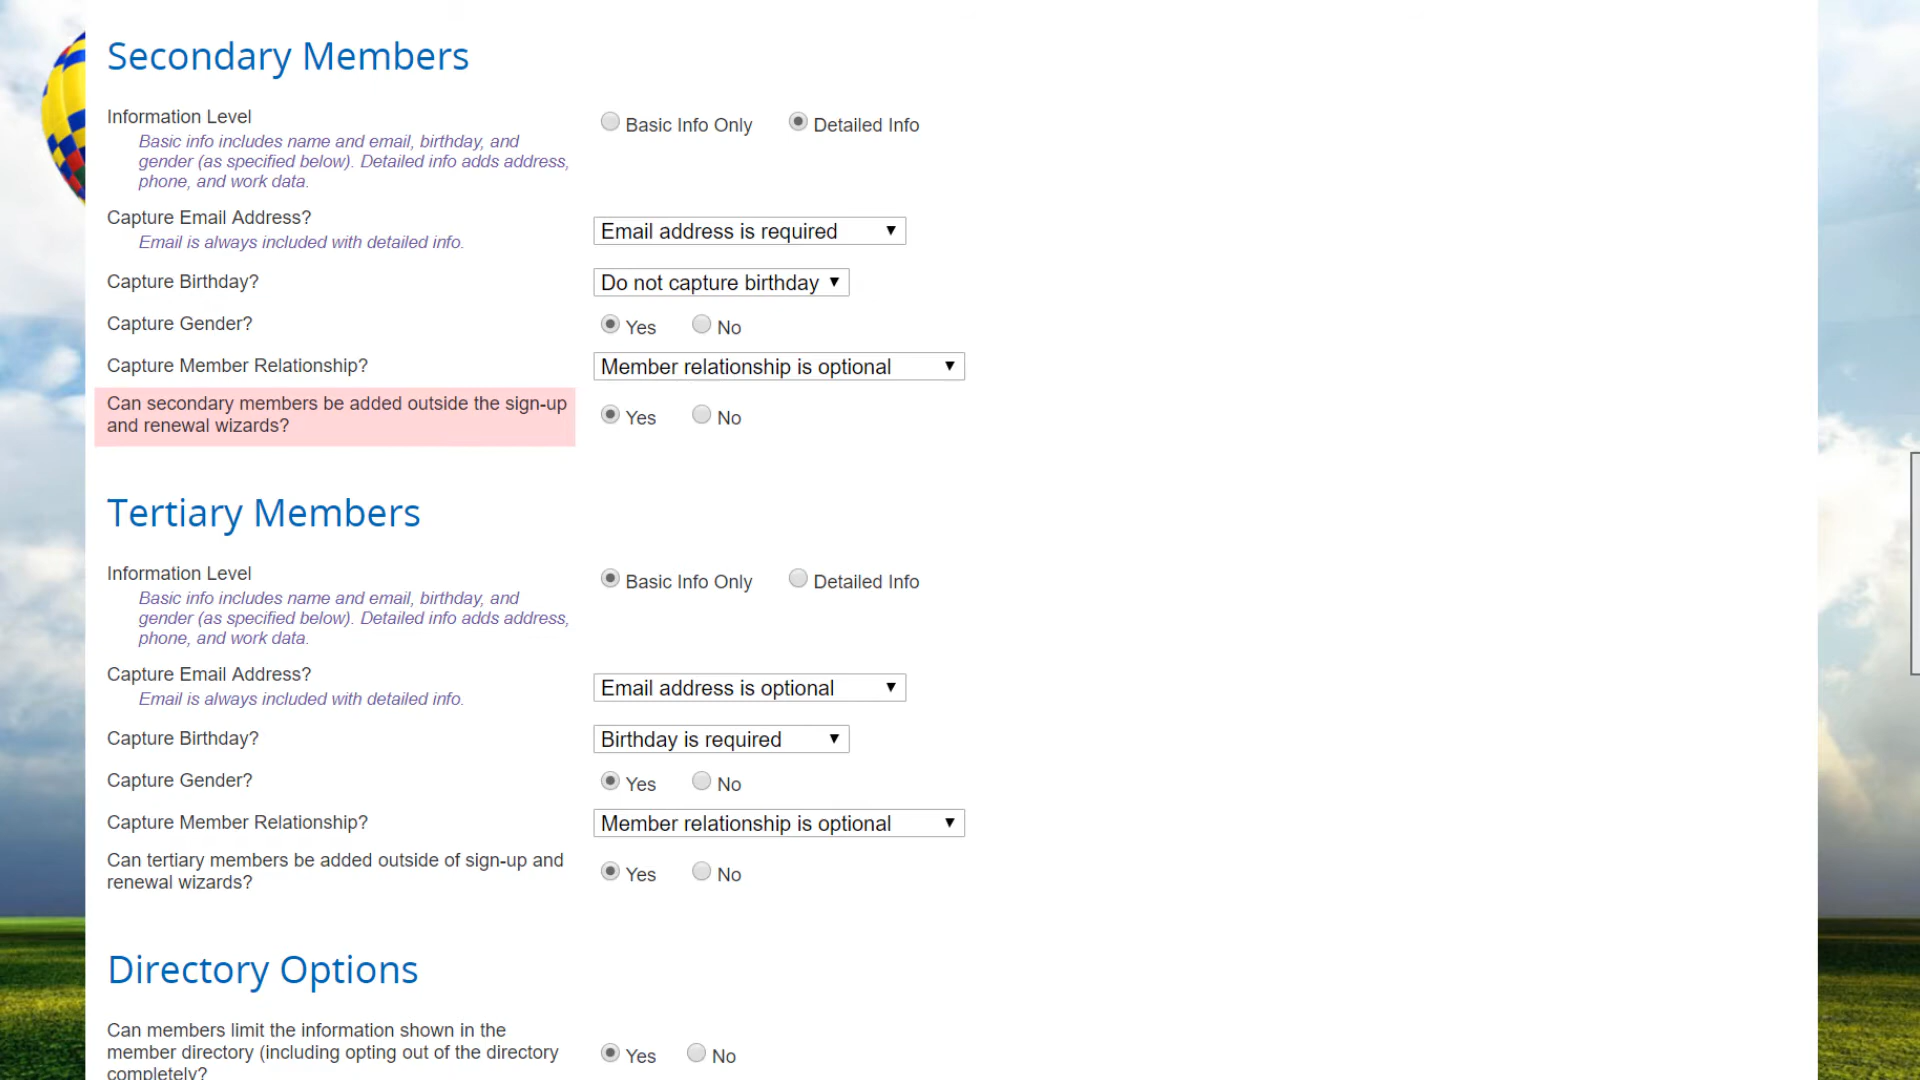 Secondary Members
Information Level
Basic info includes name and email, birthday, and
gender (as specified below). Detailed info adds address,
phone, and work data.
Basic Info Only
Detailed Info
Capture Email Address?
Email is always included with detailed info.
Email address is required
Capture Birthday?
Do not capture birthday
Capture Gender?
Yes
No
Capture Member Relationship?
Member relationship is optional
Can secondary members be added outside the sign-up
and renewal wizards?
Yes
No
Tertiary Members
Information Level
Basic info includes name and email, birthday, and
gender (as specified below). Detailed info adds address,
phone, and work data.
Basic Info Only
Detailed Info
Capture Email Address?
Email is always included with detailed info.
Email address is optional
Capture Birthday?
Birthday is required
Capture Gender?
Yes
No
Capture Member Relationship?
Member relationship is optional
Can tertiary members be added outside of sign-up and
renewal wizards?
Yes
No
Directory Options
Can members limit the information shown in the
member directory (including opting out of the directory
completely?
Yes
No